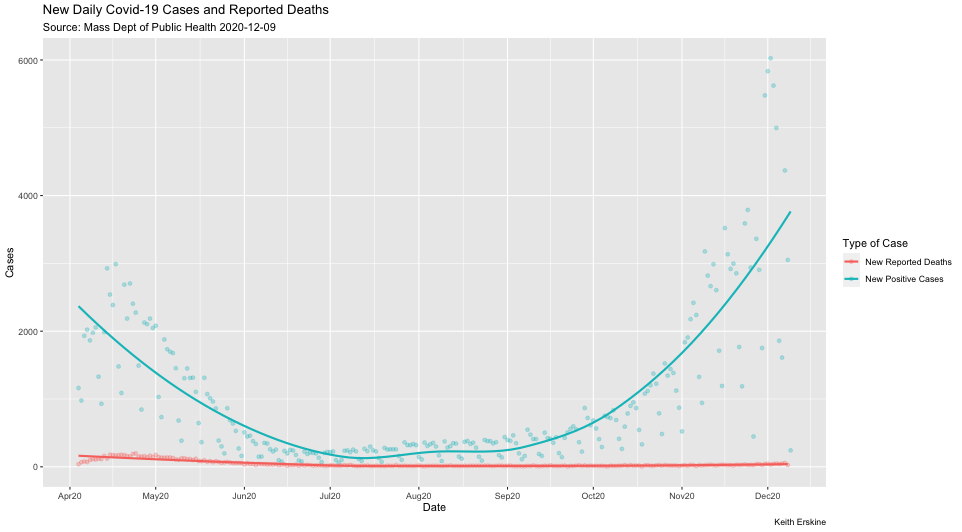 New Daily Covid-19 Cases and Reported Deaths
Source: Mass Dept of Public Health 2020-12-09
6000
4000
2000
0
Cases
Apr20 May20 Jun20 Jul20 Aug20 Sep20 Oct20 Nov20 Dec20
Date
Type of Case
New Reported Deaths
New Positive Cases
Keith Erskine